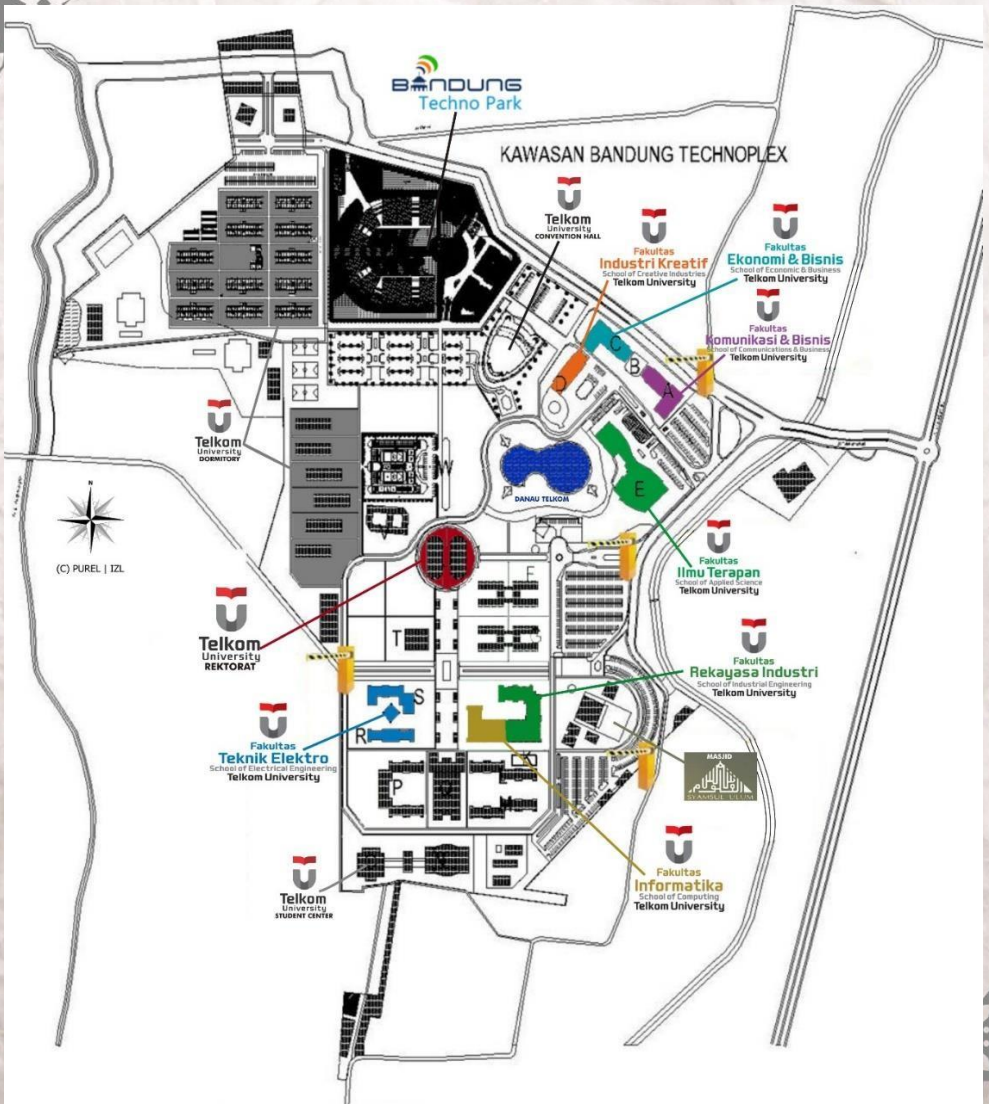 BANDUNG
Techno Park
KAWASAN BANDUNG TECHNOPLEX
Telkom
University
CONVENTION HALL
Fakultas
Industri Kreatif
School of Creative Industries
Telkom University
Fakultas
Ekonomi & Bisnis
School of Economic & Business
Telkom University
Fakultas
Komunikasi & Bisnis
School of Communications & Business
Telkom University
C
B
D
A
Telkom
University
DORMITORY
W
DANAU TELKOM
E
N
V
(C) PUREL | IZL
Fakultas
Ilmu Terapan
School of Applied Science
Telkom University
F
G
T
Telkom
University
REKTORAT
Fakultas
Rekayasa Industri
School of Industrial Engineering
Telkom University
S
R
Fakultas
Teknik Elektro
School of Electrical Engineering
Telkom University
K
P
MASJID
SYAMSUL ULUM
Fakultas
Informatika
School of Computing
Telkom University
Telkom
University
STUDENT CENTER